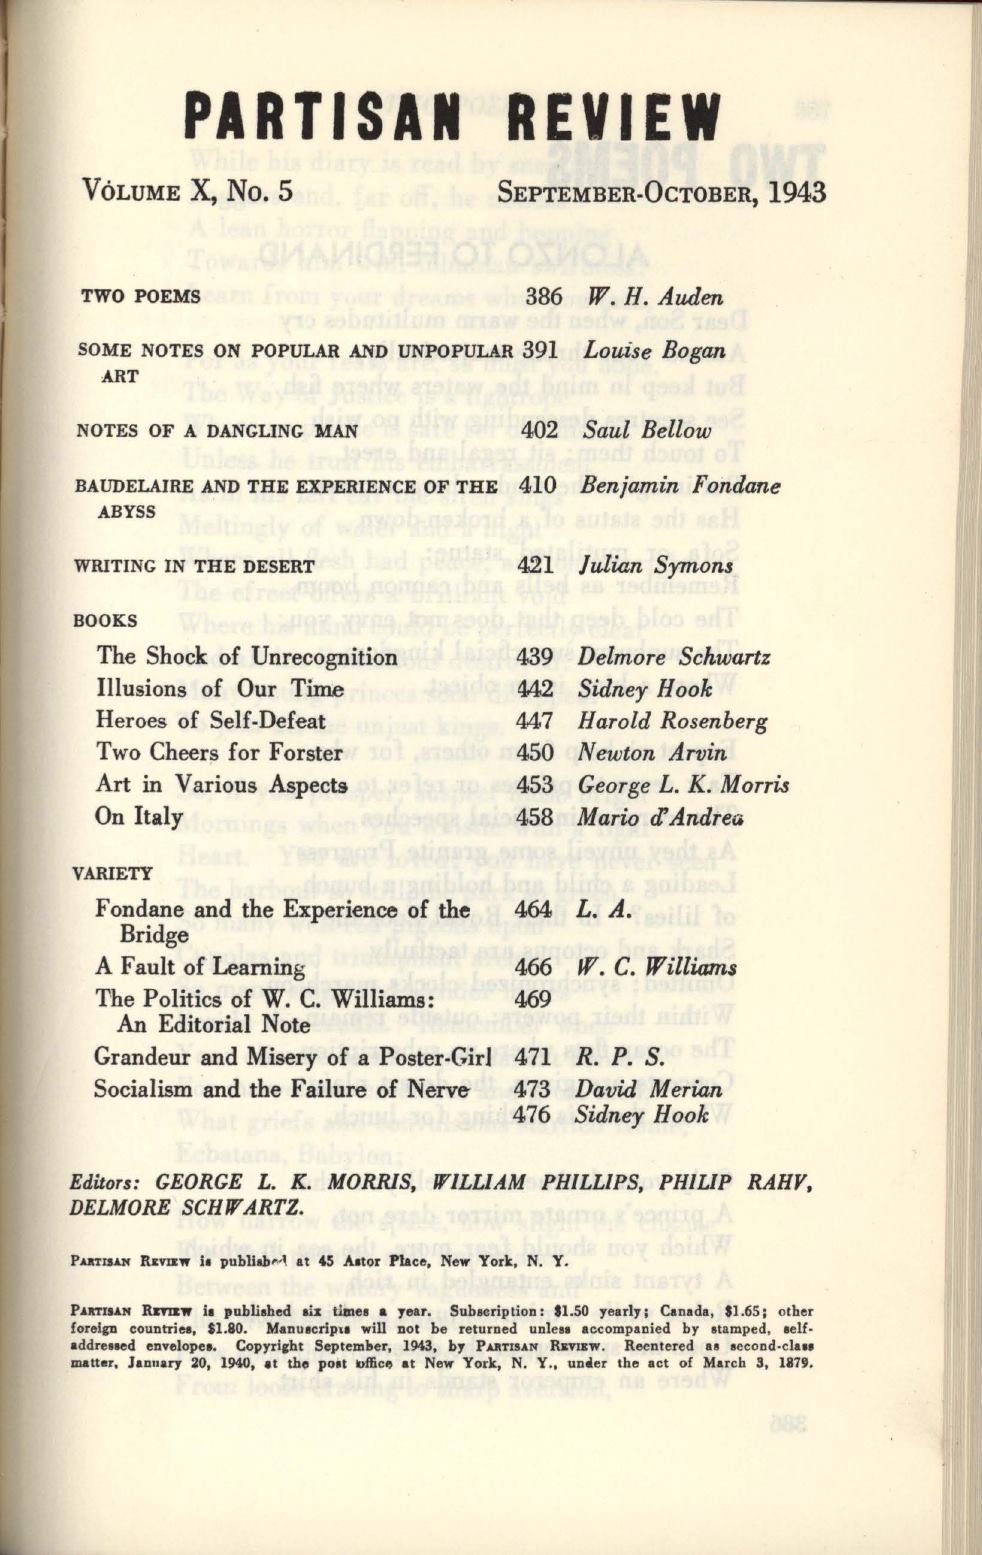 PARTISAN REVIEW
VOLUME X, No. 5 SEPTEMBER-OCTOBER, 1943
TWO POEMS 386 W. H. Auden
SOME NOTES ON POPULAR AND UNPOPULAR 391 Louise Bogan
ART
NOTES OF A DANGLING MAN 402 Saul Bellow
BAUDELAIRE AND THE EXPERIENCE OF THE 410 Benjamin Fondane
ABYSS
WRITING IN THE DESERT 421 Julian Symons
BOOKS
The Shock of Unrecognition 439 Delmore Schwartz
Illusions of Our Time 442 Sidney Hook
Heroes of Self-Defeat 447 Harold Rosenberg
Two Cheers for Forster 450 Newton Arvin
Art in Various Aspects 453 George L. K. Morris
On Italy 458 Mario d'Andrea
VARIETY
Fondane and the Experience of the 464 L. A.
Bridge
A Fault of Learning 466 W. C. Williams
The Politics of W. C. Williams: 469
An Editorial Note
Grandeur and Misery of a Poster-Girl 471 R. P. S.
Socialism and the Failure of Nerve 473 David Merian
476 Sidney Hook
Editors: GEORGE L. K. MORRIS, WILLIAM PHILLIPS, PHILIP RAHV,
DELMORE SCHWARTZ.
PARTISAN REVIEW is published at 45 Astor Place, New York, N. Y.
PARTISAN REVIEW is published six times a year. Subscription: $1.50 yearly; Canada, $1.65; other
foreign countries, $1.80. Manuscripts will not be returned unless accompanied by stamped, self-
addressed envelopes. Copyright September, 1943, by PARTISAN REVIEW. Reentered as second-class
matter, January 20, 1940, at the post office at New York, N. Y., under the act of March 3, 1879.